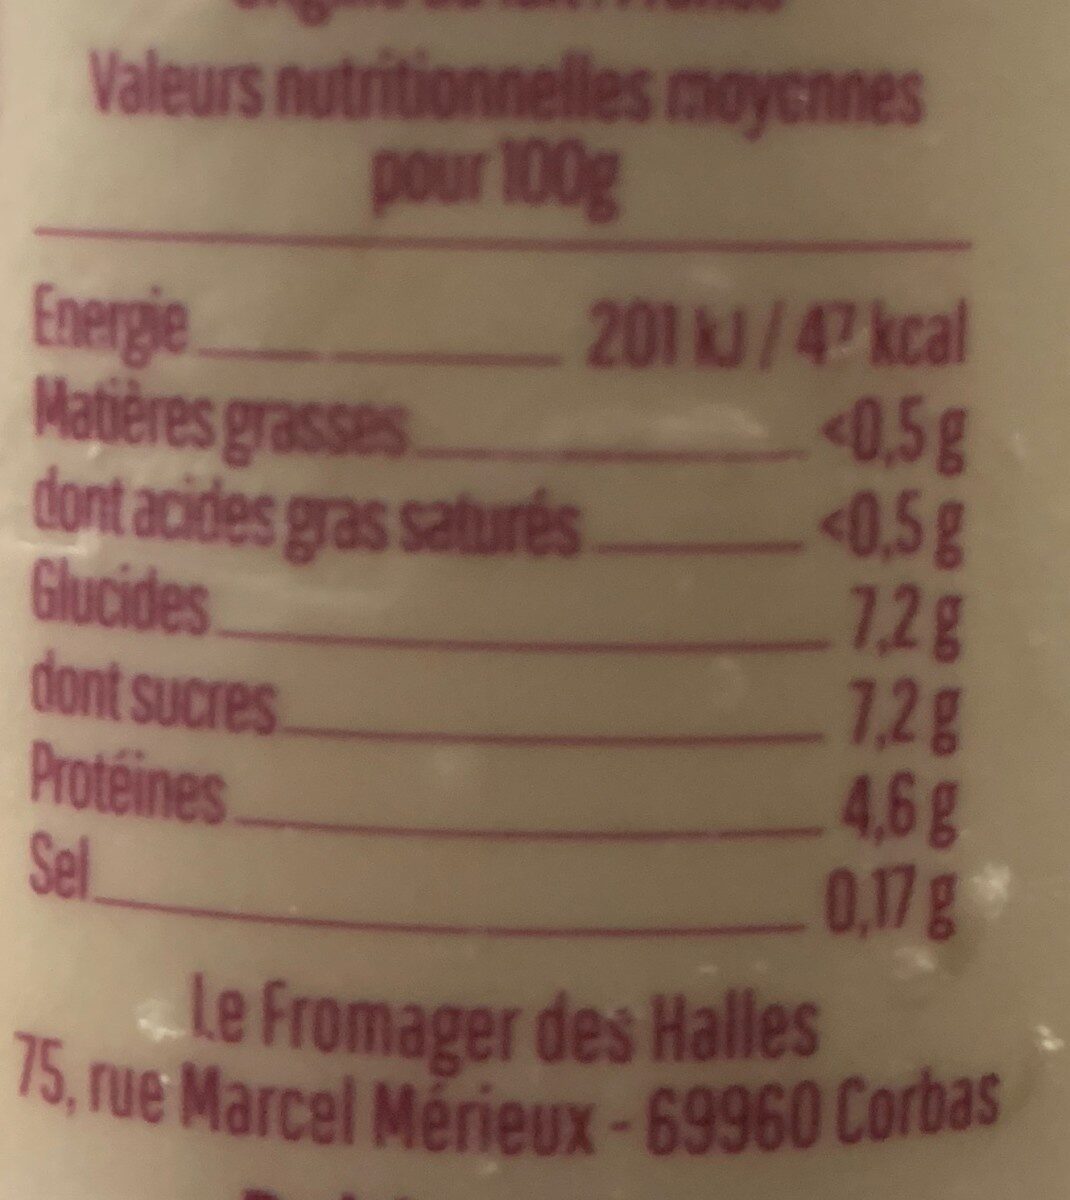 Valeurs nutritionnelles moyennes
pour 100g
Energie 201 kJ / 47 kcal
Matières grasses <0,5 g
dont acides gras saturés <0,5 g
Glucides 7,2 g
dont sucres 7,2 g
Protéines 4,6 g
Sel 0,17 g
Le Fromager des Halles
75, rue Marcel Mérieux - 69960 Corbas